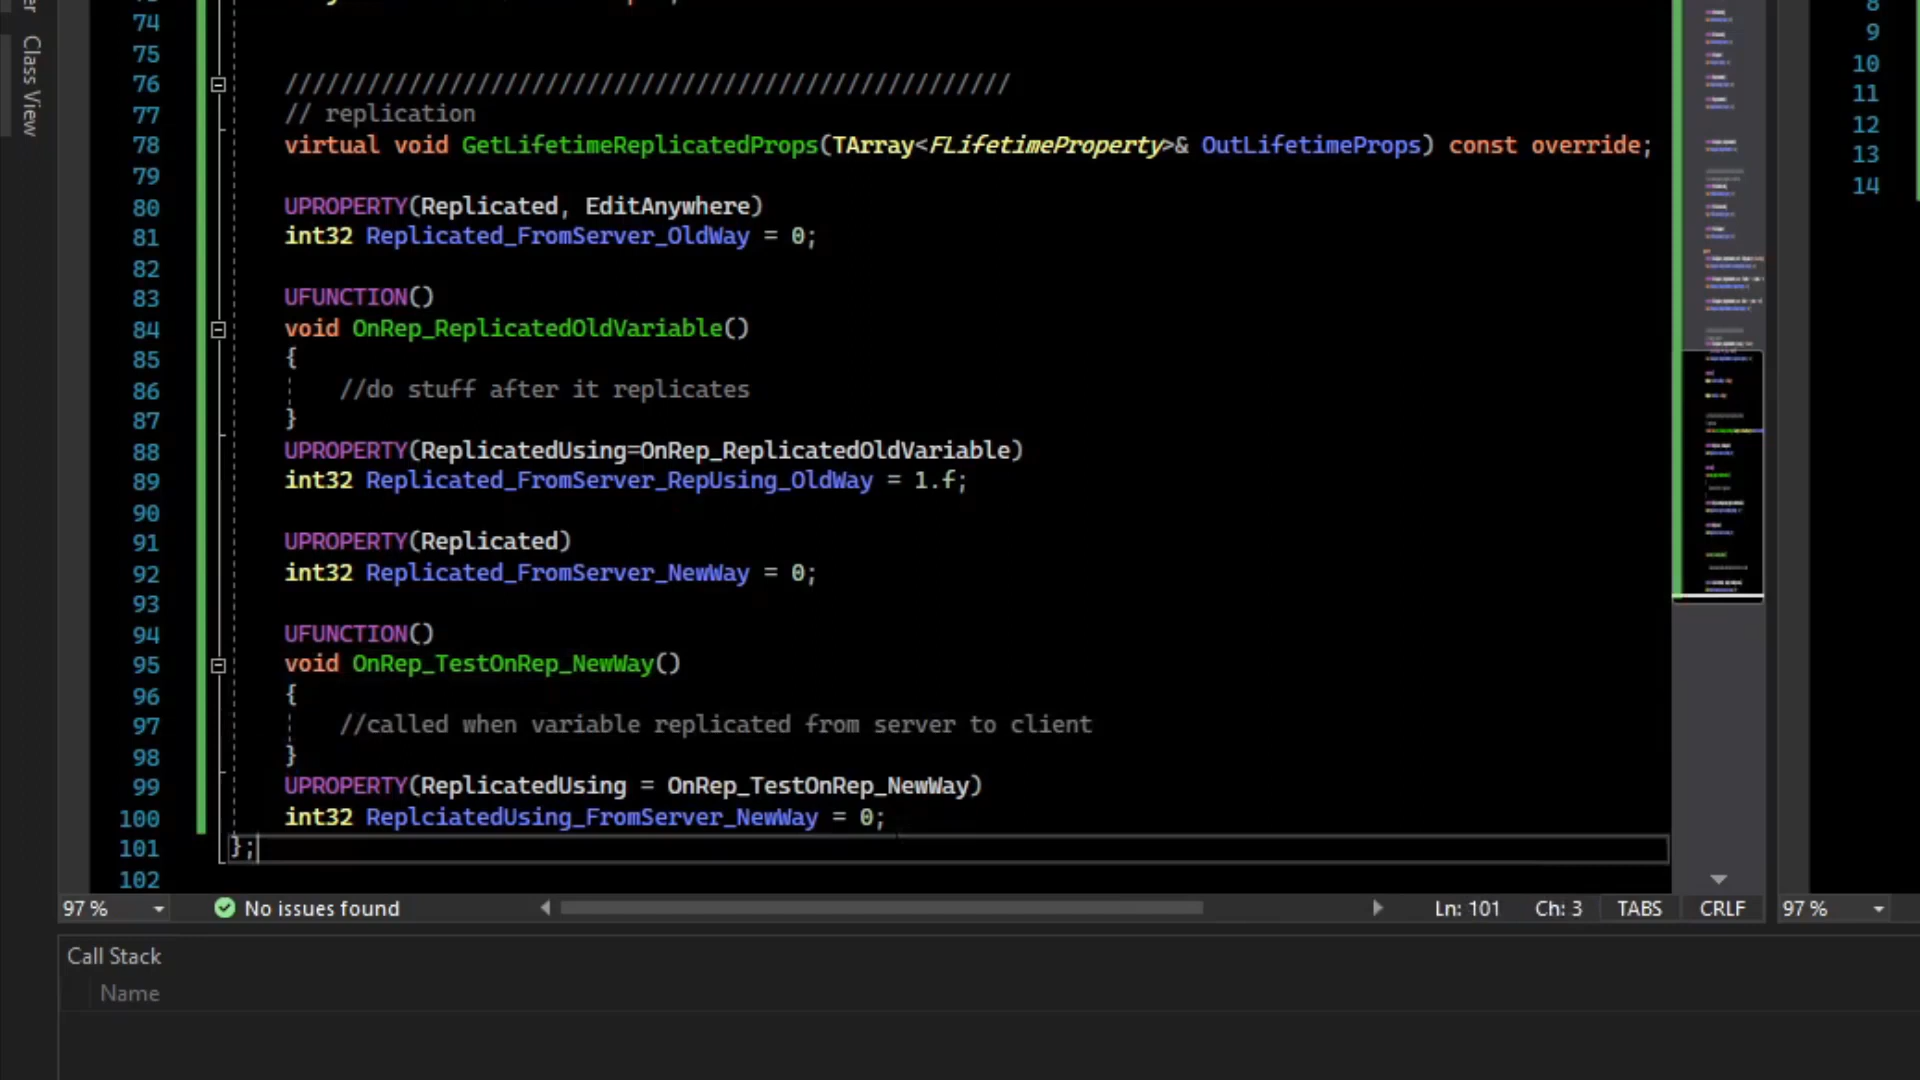 Class View
74
75
76 /////////////////////////////////////////////////////
77 // replication
78 virtual void GetLifetimeReplicatedProps(TArray<FLifetimeProperty>& OutLifetimeProps) const override;
79
80 UPROPERTY(Replicated, EditAnywhere)
81 int32 Replicated_FromServer_OldWay = 0;
82
83 UFUNCTION()
84 void OnRep_ReplicatedOldVariable()
85 {
86 //do stuff after it replicates
87 }
88 UPROPERTY(ReplicatedUsing=OnRep_ReplicatedOldVariable)
89 int32 Replicated_FromServer_RepUsing_OldWay = 1.f;
90
91 UPROPERTY(Replicated)
92 int32 Replicated_FromServer_NewWay = 0;
93
94 UFUNCTION()
95 void OnRep_TestOnRep_NewWay()
96 {
97 //called when variable replicated from server to client
98 }
99 UPROPERTY(ReplicatedUsing = OnRep_TestOnRep_NewWay)
100 int32 ReplciatedUsing_FromServer_NewWay = 0;
101 };
102
8
9
10
11
12
13
14
97 % No issues found Ln: 101 Ch: 3 TABS CRLF 97 %
Call Stack
Name